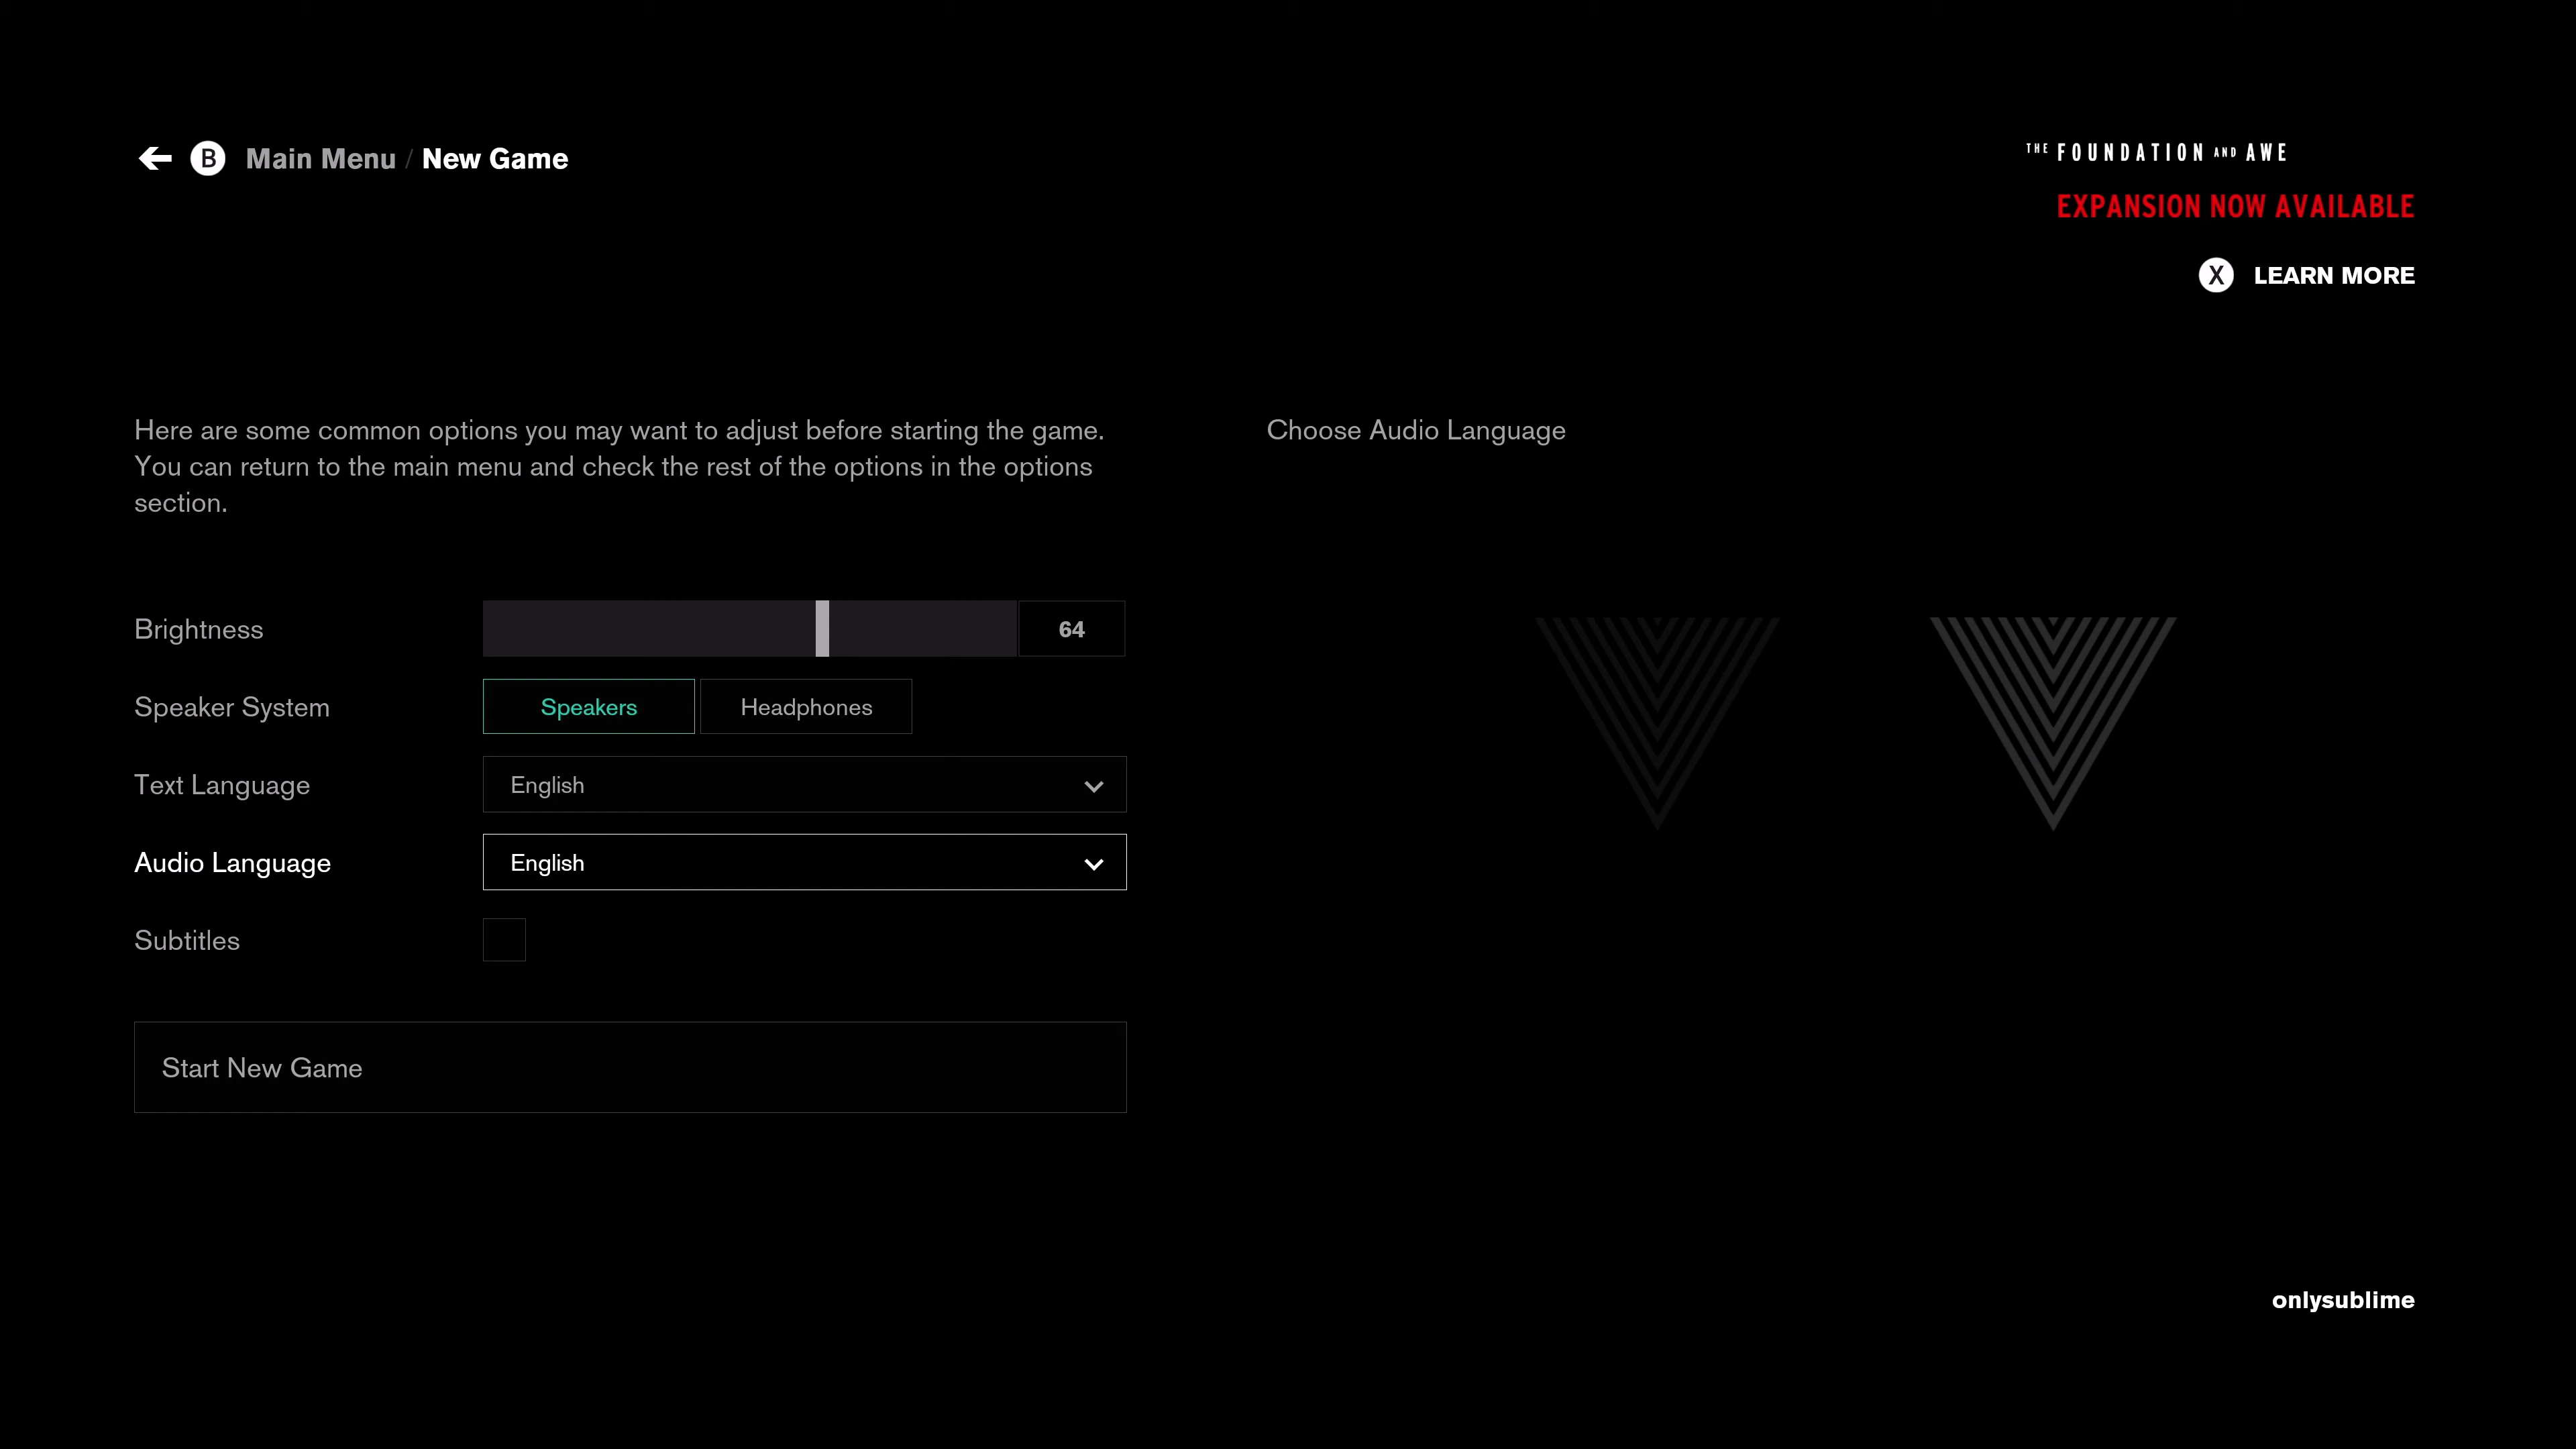 B Main Menu / New Game
THE FOUNDATION AND AWE
EXPANSION NOW AVAILABLE
X LEARN MORE
Here are some common options you may want to adjust before starting the game.
You can return to the main menu and check the rest of the options in the options
section.
Choose Audio Language
Brightness 64
Speaker System Speakers Headphones
Text Language English
Audio Language English
Subtitles
Start New Game
onlysublime